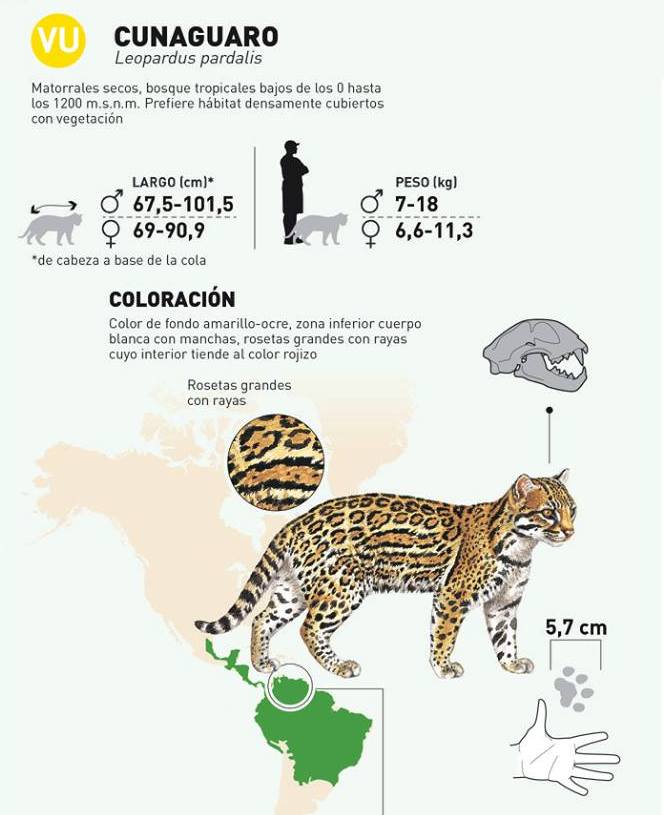 VU
CUNAGUARO
Leopardus pardalis
Matorrales secos, bosque tropicales bajos de los 0 hasta
los 1200 m.s.n.m. Prefiere hábitat densamente cubiertos
con vegetación
LARGO (cm)*
♂ 67,5-101,5
♀ 69-90,9
*de cabeza a base de la cola
PESO (kg)
♂ 7-18
♀ 6,6-11,3
COLORACIÓN
Color de fondo amarillo-ocre, zona inferior cuerpo
blanca con manchas, rosetas grandes con rayas
cuyo interior tiende al color rojizo
Rosetas grandes
con rayas
5,7 cm